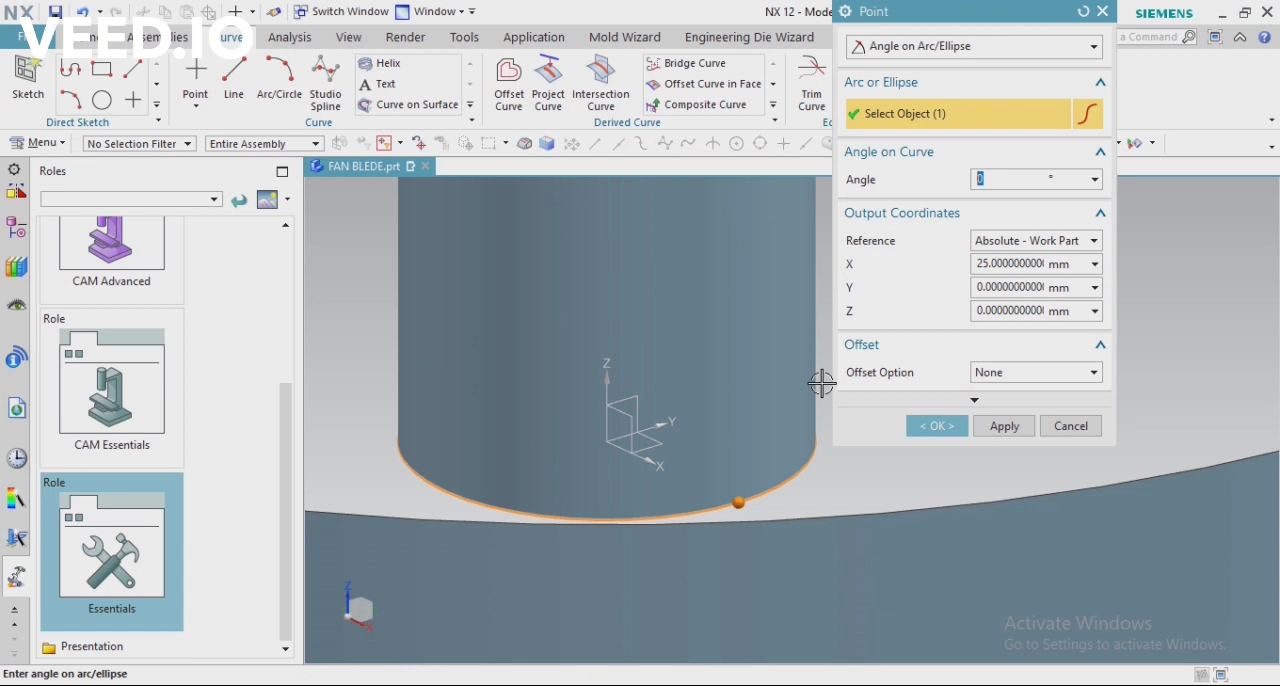 NX
Switch Window
Window
NX 12 - Mode
Point
SIEMENS
VEED.IO
Assemblies
Curve
Analysis
View
Render
Tools
Application
Mold Wizard
Engineering Die Wizard
a Command
Angle on Arc/Ellipse
Sketch
Direct Sketch
Point
Line
Arc/Circle
Studio
Spline
Helix
Text
Curve on Surface
Curve
Offset
Curve
Project
Curve
Intersection
Curve
Bridge Curve
Offset Curve in Face
Composite Curve
Derived Curve
Trim
Curve
Arc or Ellipse
Select Object (1)
Menu
No Selection Filter
Entire Assembly
Angle on Curve
Angle
0
°
Roles
FAN BLEDE.prt
Output Coordinates
Reference
Absolute - Work Part
X
25.000000000 mm
Y
0.0000000000 mm
Z
0.0000000000 mm
Offset
Offset Option
None
< OK >
Apply
Cancel
CAM Advanced
Role
CAM Essentials
Role
Essentials
Presentation
Z
Y
X
Z
X
Activate Windows
Go to Settings to activate Windows.
Enter angle on arc/ellipse